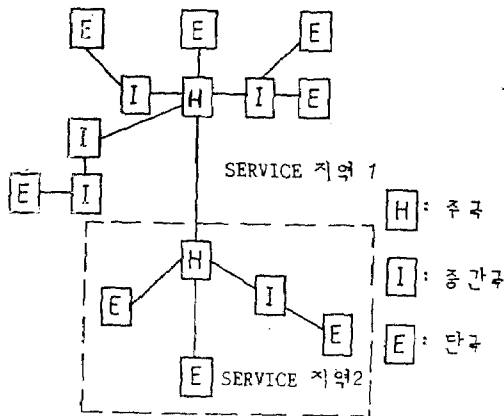 E E E
I H I E
I
E I
SERVICE 지역 1
H : 주국
H
I : 중간국
E I
E
E : 단국
E SERVICE 지역2